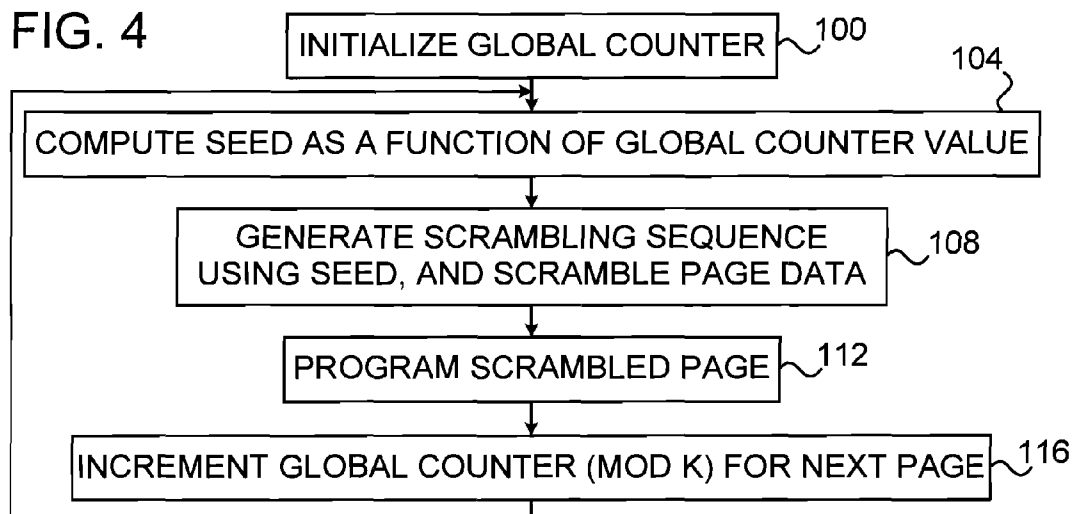 FIG. 4
INITIALIZE GLOBAL COUNTER
100
104
COMPUTE SEED AS A FUNCTION OF GLOBAL COUNTER VALUE
GENERATE SCRAMBLING SEQUENCE
USING SEED, AND SCRAMBLE PAGE DATA
108
PROGRAM SCRAMBLED PAGE
112
INCREMENT GLOBAL COUNTER (MOD K) FOR NEXT PAGE
116